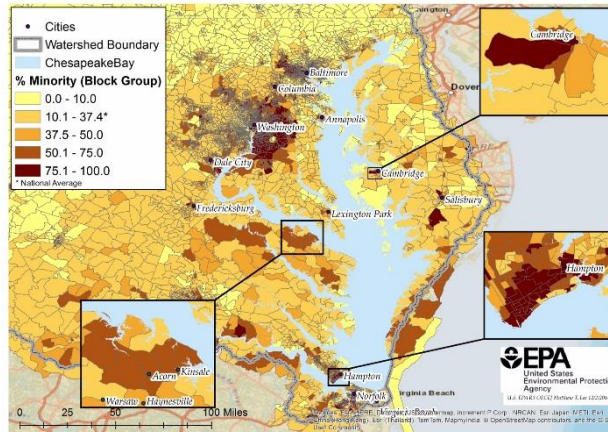 Cities
Watershed Boundary
ChesapeakeBay
% Minority (Block Group)
0.0 - 10.0
10.1 - 37.4*
37.5 - 50.0
50.1 - 75.0
75.1 - 100.0
* National Average
Baltimore
Columbia
Annapolis
Washington
Dale City
Fredericksburg
Lexington Park
Cambridge
Salisbury
Dover
Cambridge
Hampton
Acorn
Kinsale
Warsaw
Haynesville
Hampton
Norfolk
Virginia Beach
0 25 50 100 Miles
EPA
United States
Environmental Protection
Agency